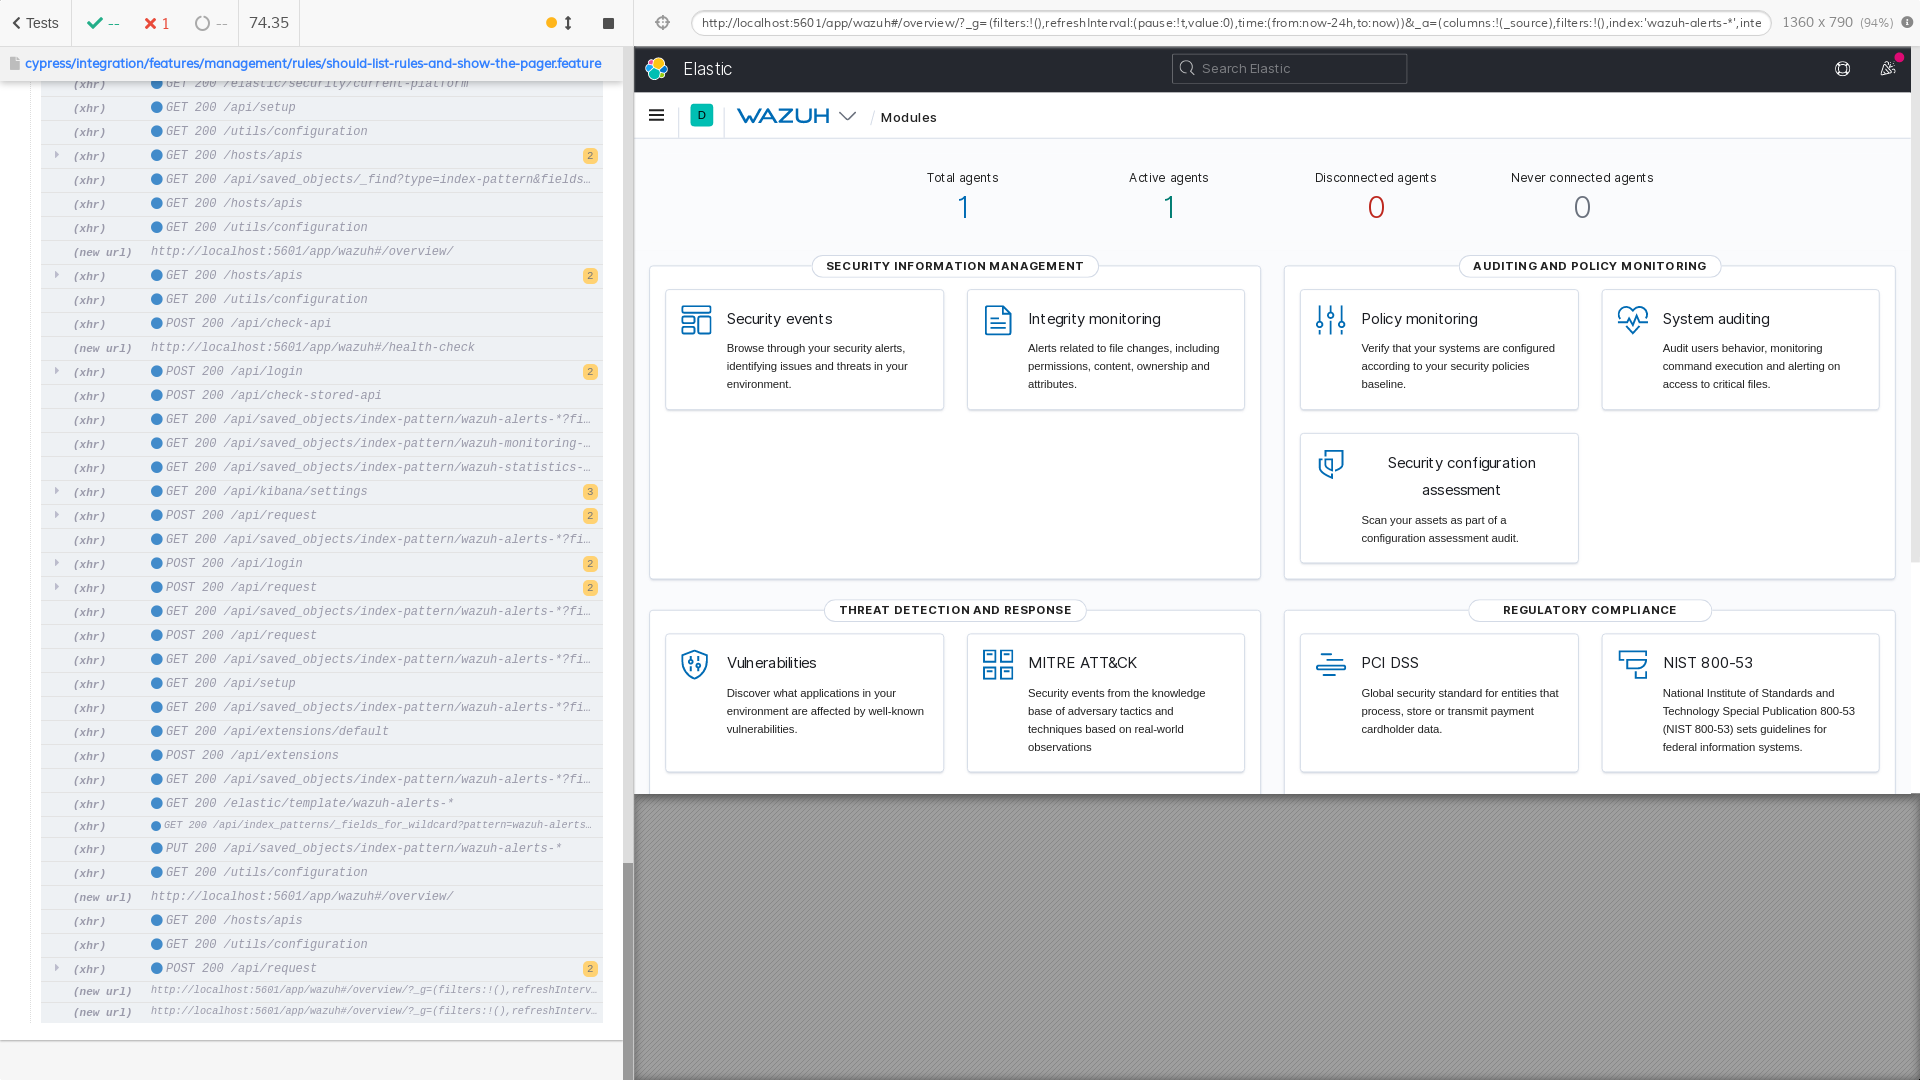 Tests
--
1
--
74.35
http://localhost:5601/app/wazuh#/overview/?_g=(filters:!(),refreshInterval:(pause:!t,value:0),time:(from:now-24h,to:now))&_a=(columns:!(_source),filters:!(),index:'wazuh-alerts-*',inte
1360 x 790 (94%)
cypress/integration/features/management/rules/should-list-rules-and-show-the-pager.feature
(xhr) GET 200 /elastic/security/current-platform
(xhr) GET 200 /api/setup
(xhr) GET 200 /utils/configuration
(xhr) GET 200 /hosts/apis 2
(xhr) GET 200 /api/saved_objects/_find?type=index-pattern&fields…
(xhr) GET 200 /hosts/apis
(xhr) GET 200 /utils/configuration
(new url) http://localhost:5601/app/wazuh#/overview/
(xhr) GET 200 /hosts/apis 2
(xhr) GET 200 /utils/configuration
(xhr) POST 200 /api/check-api
(new url) http://localhost:5601/app/wazuh#/health-check
(xhr) POST 200 /api/login 2
(xhr) POST 200 /api/check-stored-api
(xhr) GET 200 /api/saved_objects/index-pattern/wazuh-alerts-*?fi…
(xhr) GET 200 /api/saved_objects/index-pattern/wazuh-monitoring-…
(xhr) GET 200 /api/saved_objects/index-pattern/wazuh-statistics-…
(xhr) GET 200 /api/kibana/settings 3
(xhr) POST 200 /api/request 2
(xhr) GET 200 /api/saved_objects/index-pattern/wazuh-alerts-*?fi…
(xhr) POST 200 /api/login 2
(xhr) POST 200 /api/request 2
(xhr) GET 200 /api/saved_objects/index-pattern/wazuh-alerts-*?fi…
(xhr) POST 200 /api/request
(xhr) GET 200 /api/saved_objects/index-pattern/wazuh-alerts-*?fi…
(xhr) GET 200 /api/setup
(xhr) GET 200 /api/saved_objects/index-pattern/wazuh-alerts-*?fi…
(xhr) GET 200 /api/extensions/default
(xhr) POST 200 /api/extensions
(xhr) GET 200 /api/saved_objects/index-pattern/wazuh-alerts-*?fi…
(xhr) GET 200 /elastic/template/wazuh-alerts-*
(xhr) GET 200 /api/index_patterns/_fields_for_wildcard?pattern=wazuh-alerts…
(xhr) PUT 200 /api/saved_objects/index-pattern/wazuh-alerts-*
(xhr) GET 200 /utils/configuration
(new url) http://localhost:5601/app/wazuh#/overview/
(xhr) GET 200 /hosts/apis
(xhr) GET 200 /utils/configuration
(xhr) POST 200 /api/request 2
(new url) http://localhost:5601/app/wazuh#/overview/?_g=(filters:!(),refreshInterv…
(new url) http://localhost:5601/app/wazuh#/overview/?_g=(filters:!(),refreshInterv…
Elastic
Search Elastic
D
WAZUH
/ Modules
Total agents
1
Active agents
1
Disconnected agents
0
Never connected agents
0
SECURITY INFORMATION MANAGEMENT
Security events
Browse through your security alerts,
identifying issues and threats in your
environment.
Integrity monitoring
Alerts related to file changes, including
permissions, content, ownership and
attributes.
AUDITING AND POLICY MONITORING
Policy monitoring
Verify that your systems are configured
according to your security policies
baseline.
System auditing
Audit users behavior, monitoring
command execution and alerting on
access to critical files.
Security configuration
assessment
Scan your assets as part of a
configuration assessment audit.
THREAT DETECTION AND RESPONSE
Vulnerabilities
Discover what applications in your
environment are affected by well-known
vulnerabilities.
MITRE ATT&CK
Security events from the knowledge
base of adversary tactics and
techniques based on real-world
observations
REGULATORY COMPLIANCE
PCI DSS
Global security standard for entities that
process, store or transmit payment
cardholder data.
NIST 800-53
National Institute of Standards and
Technology Special Publication 800-53
(NIST 800-53) sets guidelines for
federal information systems.